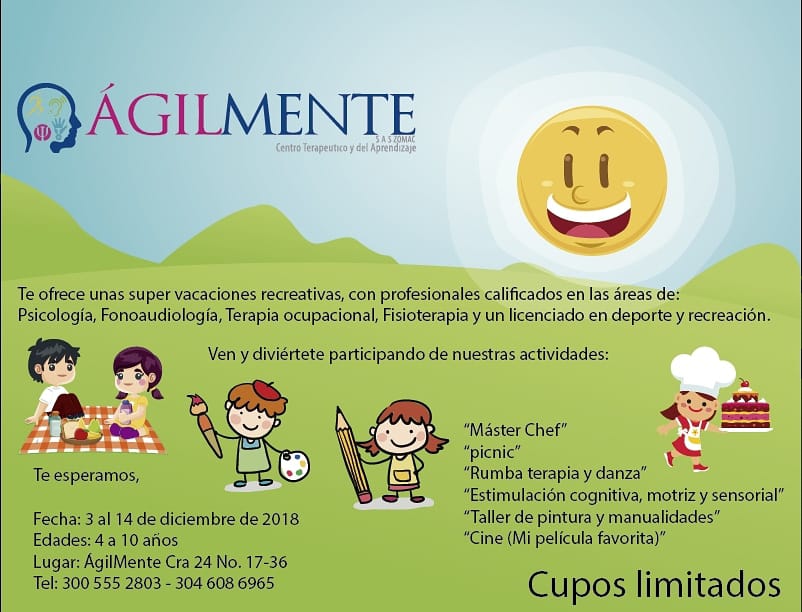 ÁGILMENTE
S A S ZOMAC
Centro Terapeutico y del Aprendizaje
Te ofrece unas super vacaciones recreativas, con profesionales calificados en las áreas de:
Psicología, Fonoaudiología, Terapia ocupacional, Fisioterapia y un licenciado en deporte y recreación.
Ven y diviértete participando de nuestras actividades:
"Máster Chef"
"picnic"
"Rumba terapia y danza"
"Estimulación cognitiva, motriz y sensorial"
"Taller de pintura y manualidades"
"Cine (Mi película favorita)"
Te esperamos,
Fecha: 3 al 14 de diciembre de 2018
Edades: 4 a 10 años
Lugar: ÁgilMente Cra 24 No. 17-36
Tel: 300 555 2803 - 304 608 6965
Cupos limitados